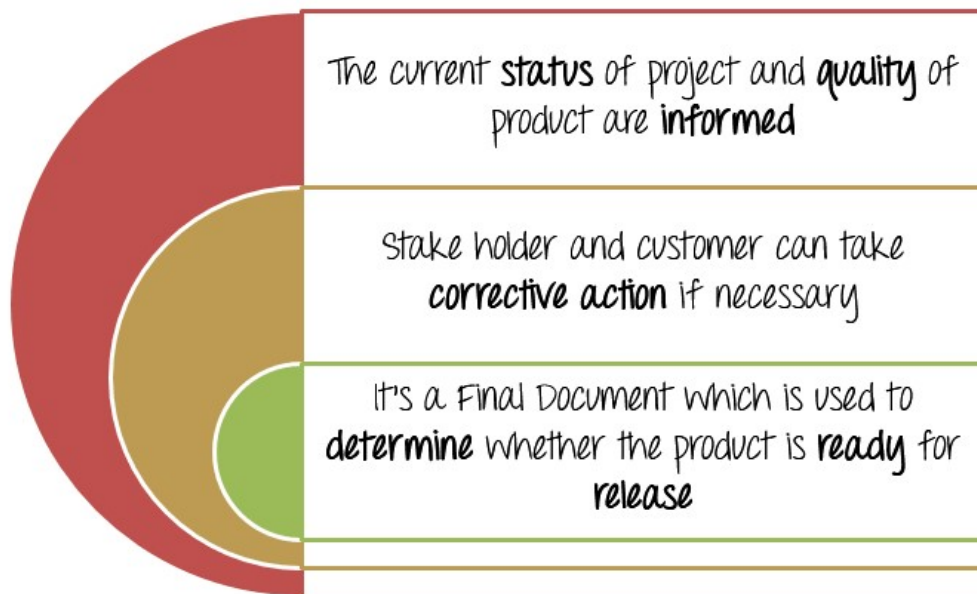 The current status of project and quality of
product are informed
Stake holder and customer can take
corrective action if necessary
It's a Final Document which is used to
determine whether the product is ready for
release